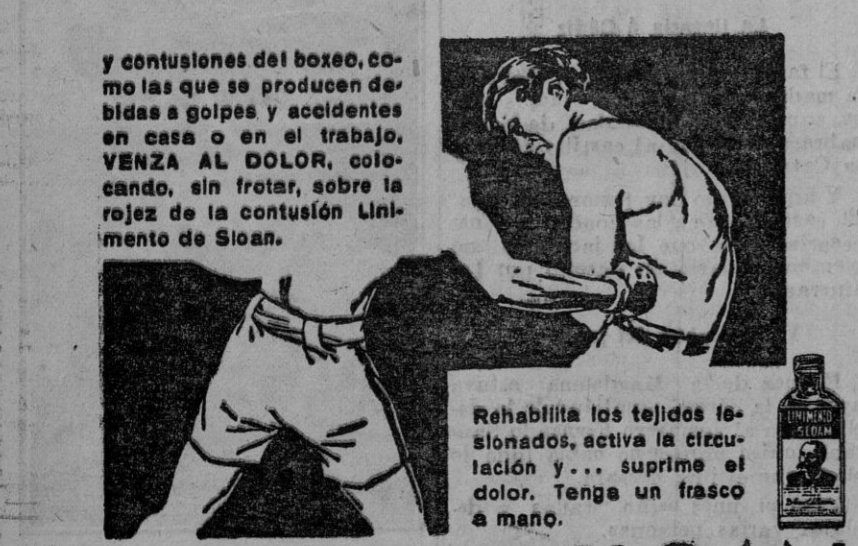 y contusiones del boxeo, co-
mo las que se producen de-
bidas a golpes y accidentes
en casa o en el trabajo.
VENZA AL DOLOR, colo-
cando, sin frotar, sobre la
rojez de la contusión Lini-
mento de Sloan.
Rehabilita los tejidos le-
sionados, activa la circu-
lación y... suprime el
dolor. Tenga un frasco
a mano.
LINIMENTO
SLOAN